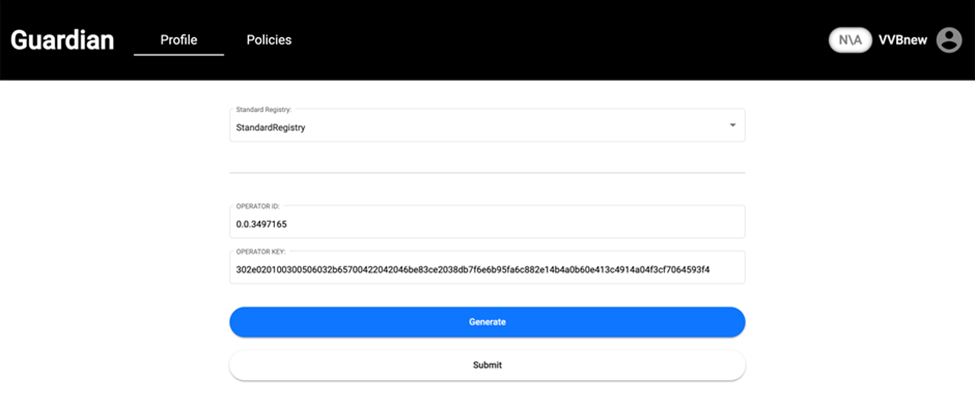 Guardian Profile Policies N\A VVBnew
Standard Registry:
StandardRegistry
OPERATOR ID:
0.0.3497165
OPERATOR KEY:
302e020100300506032b65700422042046be83ce2038db7f6e6b95fa6c882e14b4a0b60e413c4914a04f3cf7064593f4
Generate
Submit